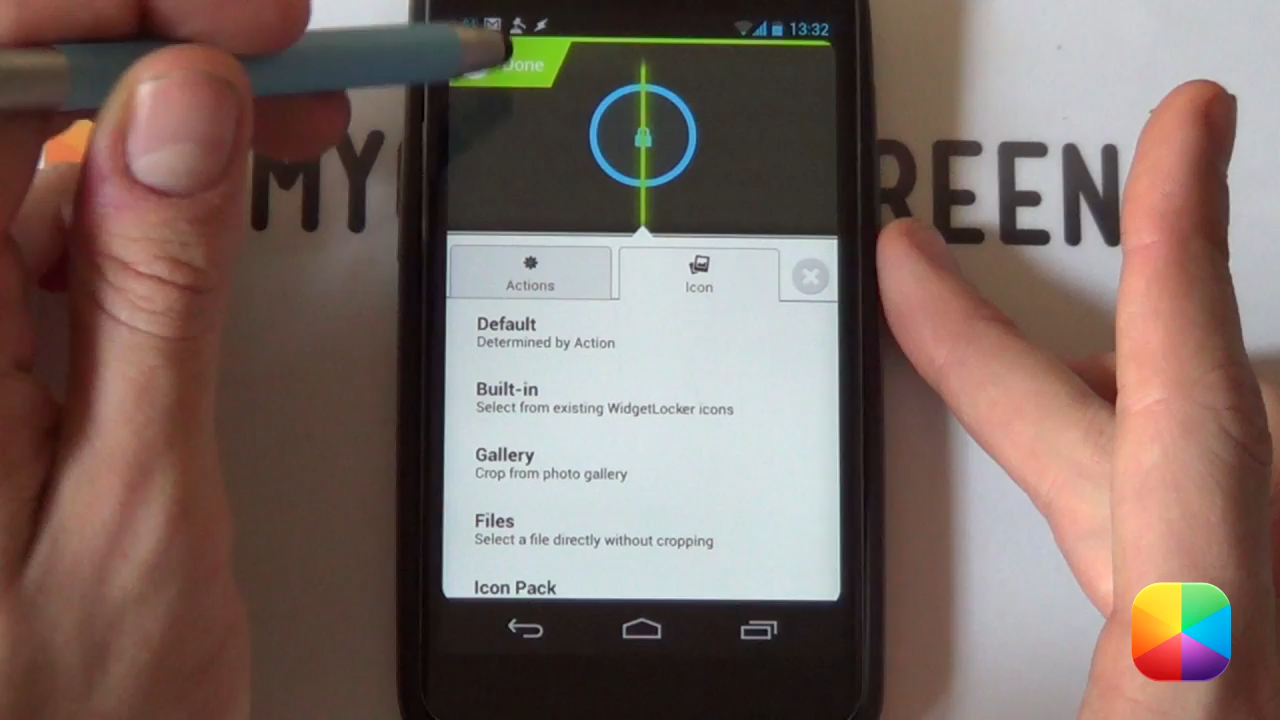 13:32
Done
MY
REEN
Actions
Icon
Default
Determined by Action
Built-in
Select from existing WidgetLocker icons
Gallery
Crop from photo gallery
Files
Select a file directly without cropping
Icon Pack